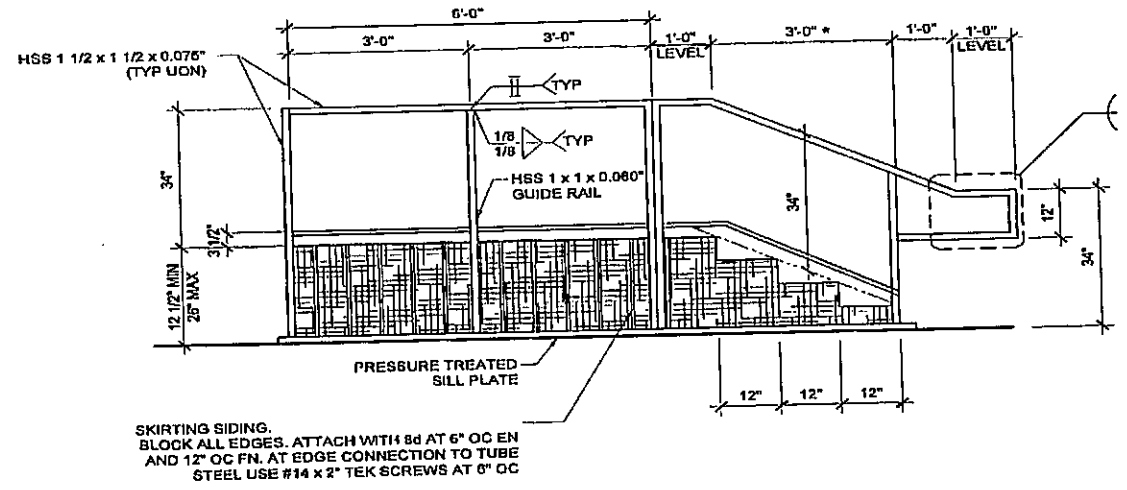 6'-0"
3'-0"
3'-0"
1'-0"
LEVEL
3'-0" *
1'-0"
1'-0"
LEVEL
HSS 1 1/2 x 1 1/2 x 0.075"
(TYP UON)
TYP
1/8
1/8
TYP
HSS 1 x 1 x 0.060"
GUIDE RAIL
34"
3 1/2"
12 1/2" MIN
26" MAX
34"
12"
34"
PRESSURE TREATED
SILL PLATE
12"
12"
12"
SKIRTING SIDING.
BLOCK ALL EDGES. ATTACH WITH 8d AT 6" OC EN
AND 12" OC FN. AT EDGE CONNECTION TO TUBE
STEEL USE #14 x 2" TEK SCREWS AT 6" OC